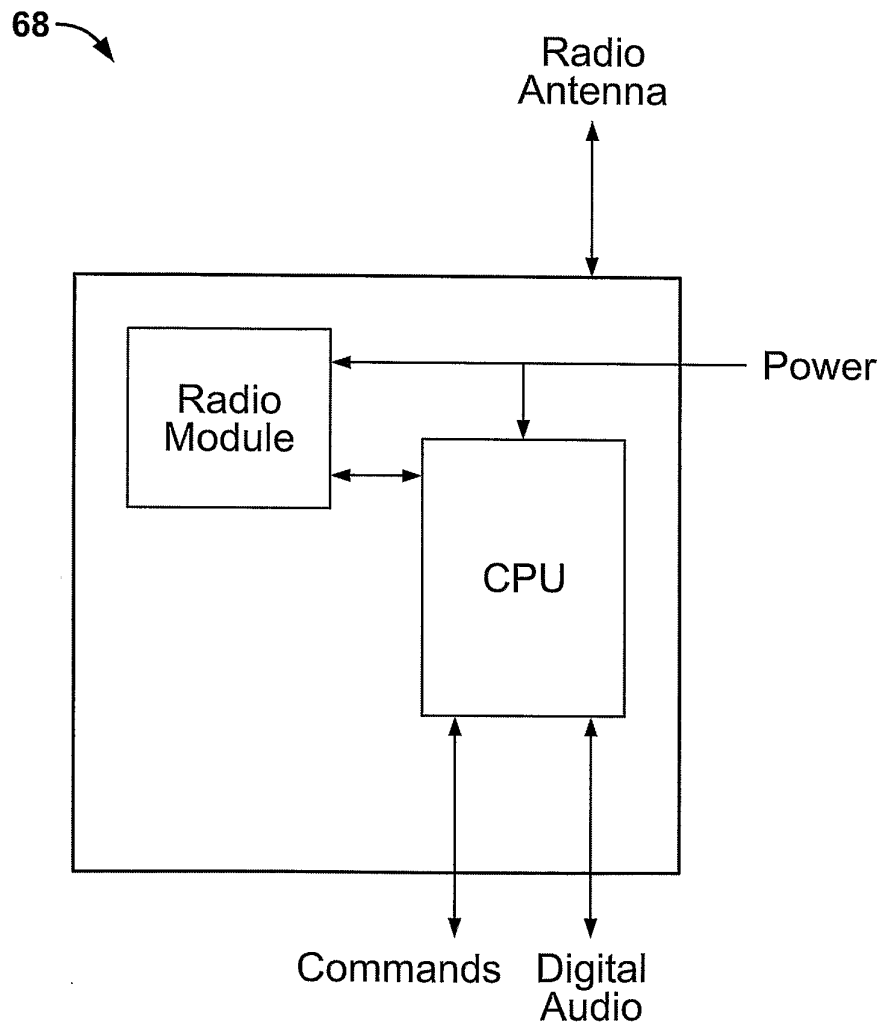 68
Radio
Antenna
Power
Radio
Module
CPU
Commands
Digital
Audio